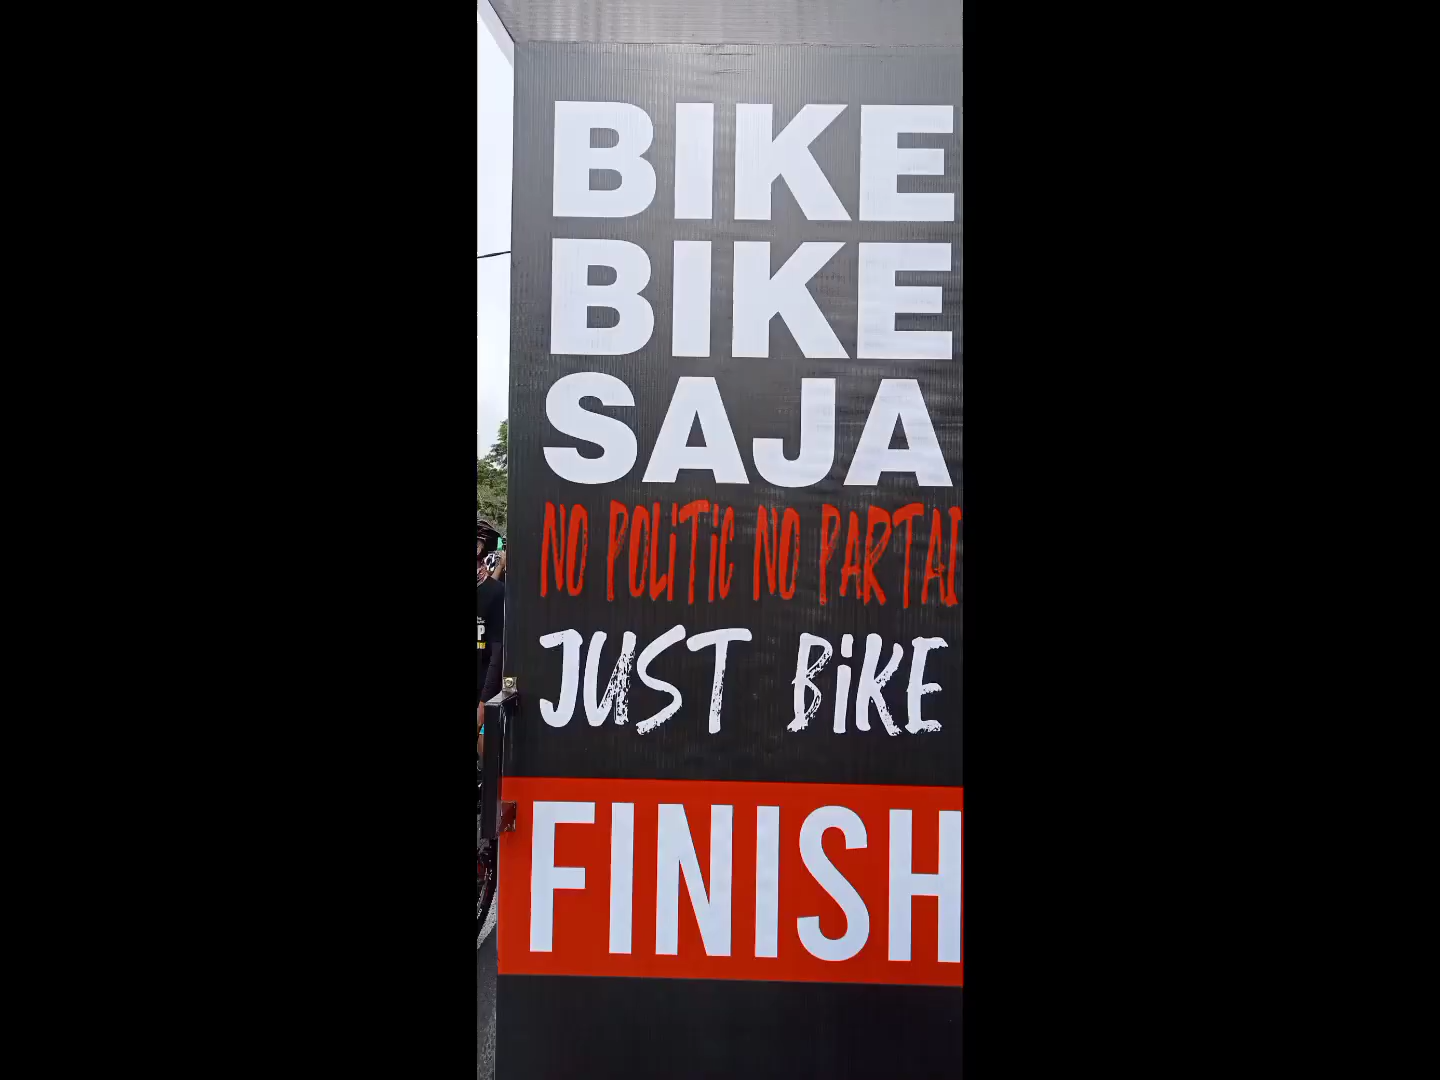 BIKE
BIKE
SAJA
NO POLiTiC NO PARTAI
JUST BiKE
FINISH